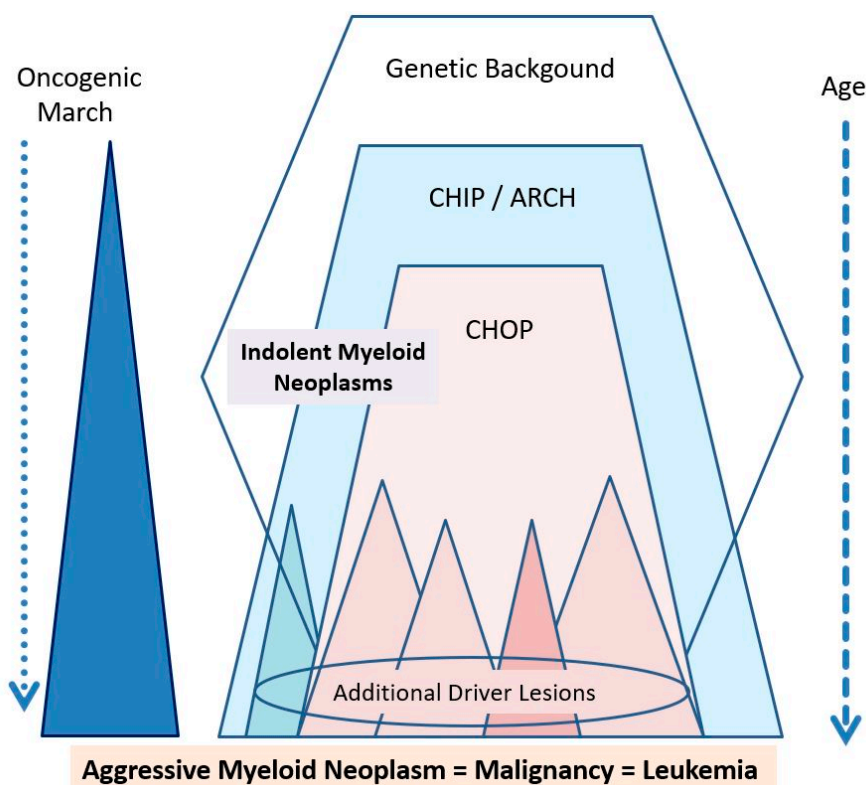 Oncogenic
March
Genetic Backgound
Age
CHIP / ARCH
CHOP
Indolent Myeloid
Neoplasms
Additional Driver Lesions
Aggressive Myeloid Neoplasm = Malignancy = Leukemia